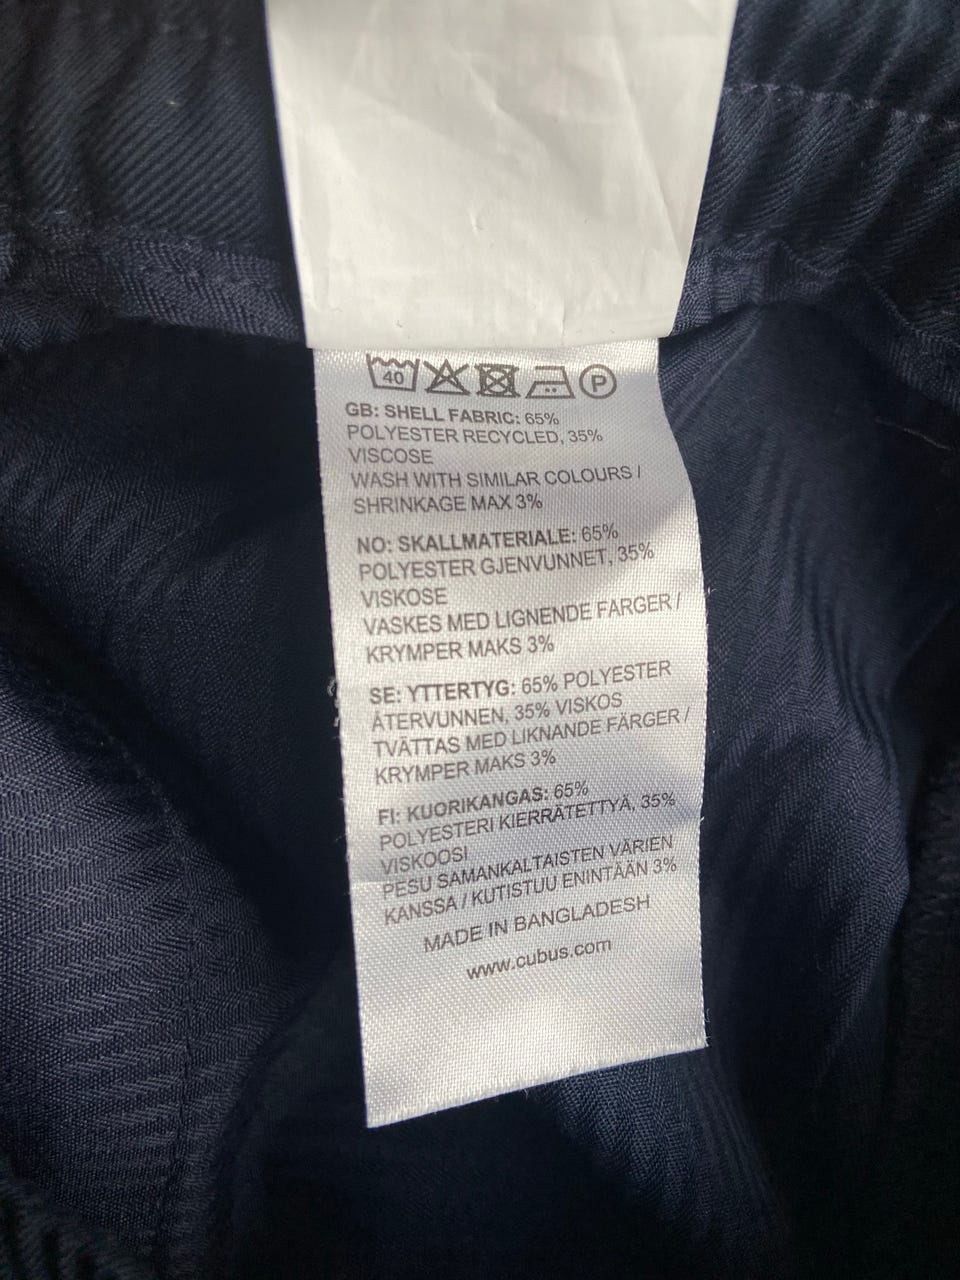 40 P
GB: SHELL FABRIC: 65%
POLYESTER RECYCLED, 35%
VISCOSE
WASH WITH SIMILAR COLOURS /
SHRINKAGE MAX 3%
NO: SKALLMATERIALE: 65%
POLYESTER GJENVUNNET, 35%
VISKOSE
VASKES MED LIGNENDE FARGER /
KRYMPER MAKS 3%
SE: YTTERTYG: 65% POLYESTER
ÅTERVUNNEN, 35% VISKOS
TVÄTTAS MED LIKNANDE FÄRGER /
KRYMPER MAKS 3%
FI: KUORIKANGAS: 65%
POLYESTERI KIERRÄTETTYÄ, 35%
VISKOOSI
PESU SAMANKALTAISTEN VÄRIEN
KANSSA / KUTISTUU ENINTÄÄN 3%
MADE IN BANGLADESH
www.cubus.com